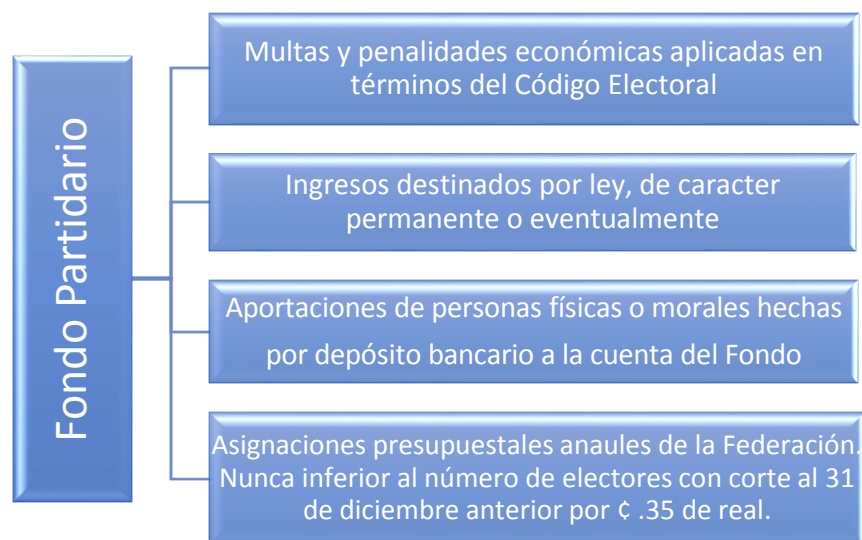 Fondo Partidario
Multas y penalidades económicas aplicadas en
términos del Código Electoral
Ingresos destinados por ley, de caracter
permanente o eventualmente
Aportaciones de personas físicas o morales hechas
por depósito bancario a la cuenta del Fondo
Asignaciones presupuestales anaules de la Federación.
Nunca inferior al número de electores con corte al 31
de diciembre anterior por ¢ .35 de real.